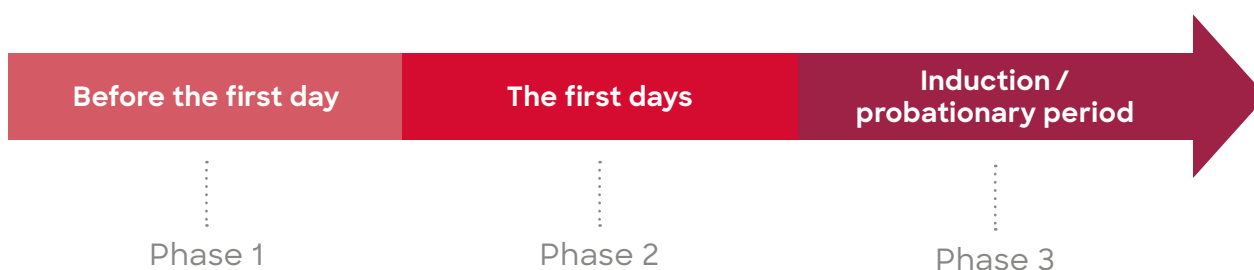 Before the first day
The first days
Induction /
probationary period
Phase 1
Phase 2
Phase 3